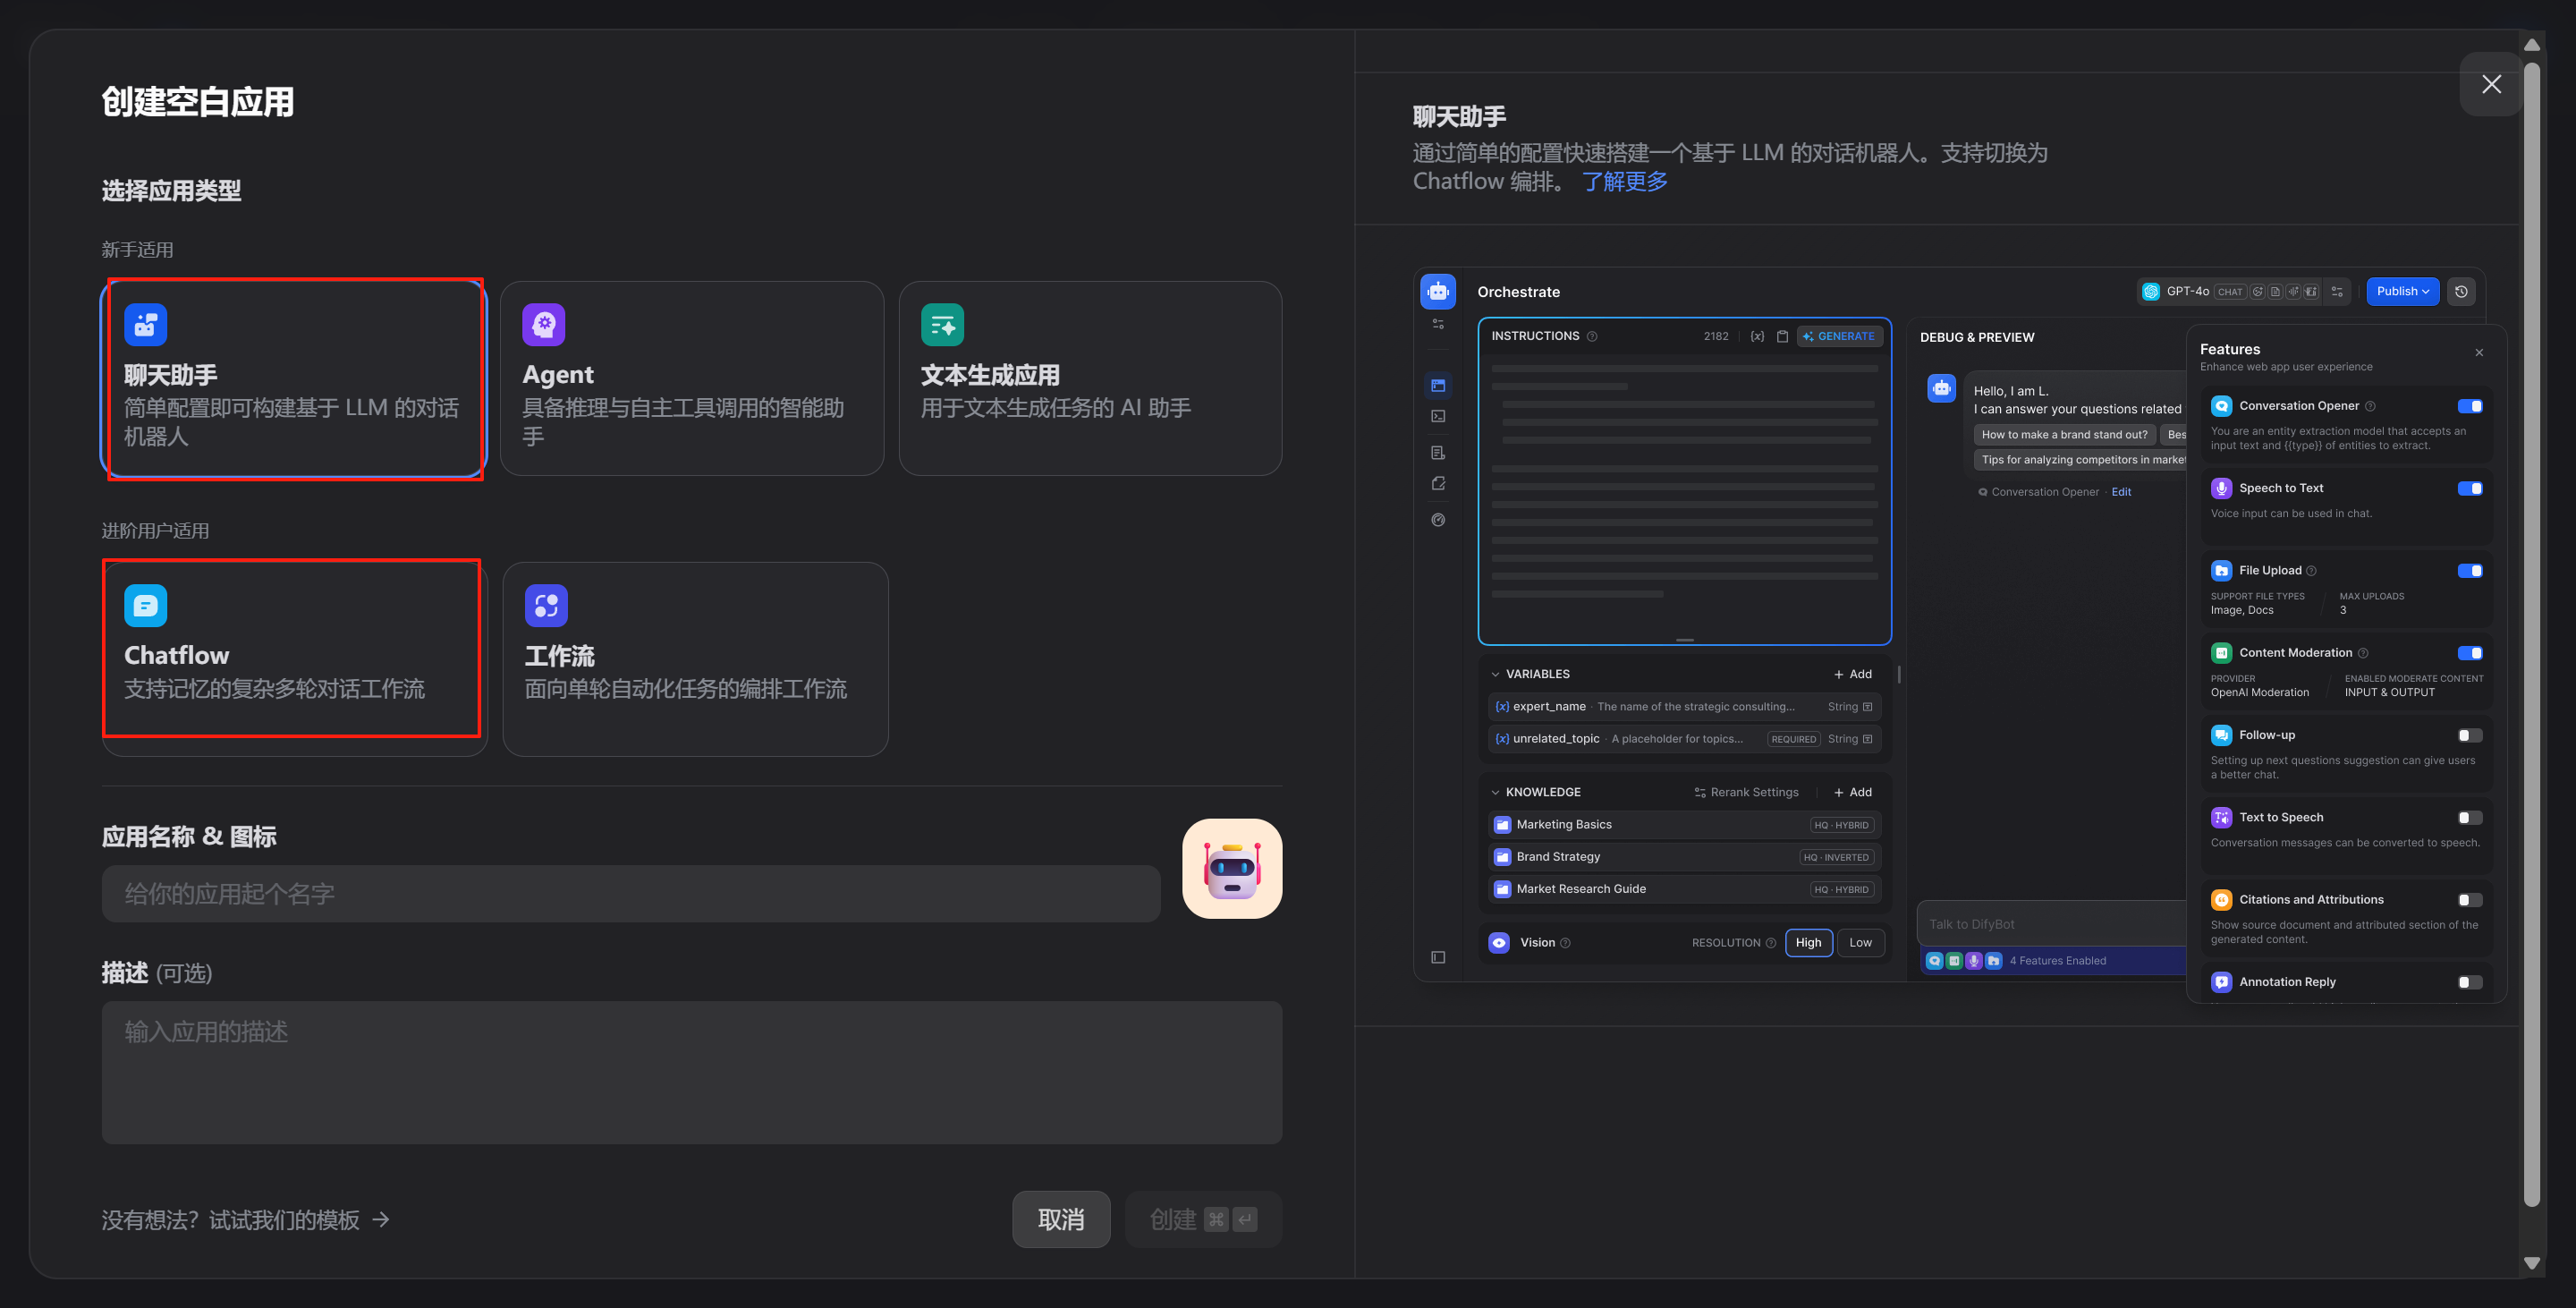 创建空白应用
选择应用类型
新手适用
聊天助手
简单配置即可构建基于 LLM 的对话
机器人
Agent
具备推理与自主工具调用的智能助
手
文本生成应用
用于文本生成任务的 AI 助手
进阶用户适用
Chatflow
支持记忆的复杂多轮对话工作流
工作流
面向单轮自动化任务的编排工作流
应用名称 & 图标
给你的应用起个名字
描述 (可选)
输入应用的描述
没有想法？试试我们的模板 →
取消
创建 ⌘ ↵
聊天助手
通过简单的配置快速搭建一个基于 LLM 的对话机器人。支持切换为
Chatflow 编排。 了解更多
Orchestrate
GPT-4o CHAT
Publish
INSTRUCTIONS
2182 {x} GENERATE
VARIABLES
+ Add
{x} expert_name · The name of the strategic consulting... String
{x} unrelated_topic · A placeholder for topics... REQUIRED String
KNOWLEDGE
Rerank Settings + Add
Marketing Basics HQ · HYBRID
Brand Strategy HQ · INVERTED
Market Research Guide HQ · HYBRID
Vision RESOLUTION High Low
DEBUG & PREVIEW
Hello, I am L.
I can answer your questions related
How to make a brand stand out? Bes
Tips for analyzing competitors in market
Conversation Opener · Edit
Talk to DifyBot
4 Features Enabled
Features
Enhance web app user experience
Conversation Opener
You are an entity extraction model that accepts an
input text and {{type}} of entities to extract.
Speech to Text
Voice input can be used in chat.
File Upload
SUPPORT FILE TYPES MAX UPLOADS
Image, Docs 3
Content Moderation
PROVIDER ENABLED MODERATE CONTENT
OpenAI Moderation INPUT & OUTPUT
Follow-up
Setting up next questions suggestion can give users
a better chat.
Text to Speech
Conversation messages can be converted to speech.
Citations and Attributions
Show source document and attributed section of the
generated content.
Annotation Reply